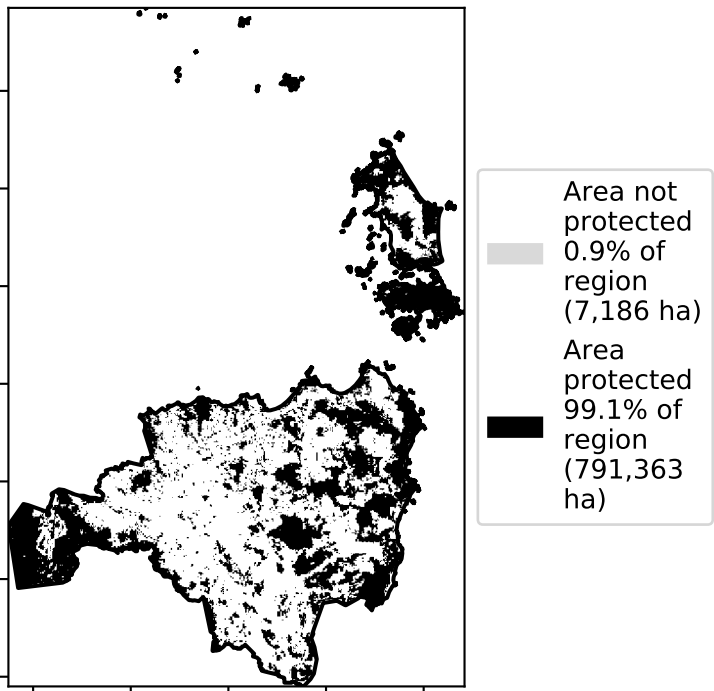 Area not
protected
0.9% of
region
(7,186 ha)
Area
protected
99.1% of
region
(791,363
ha)